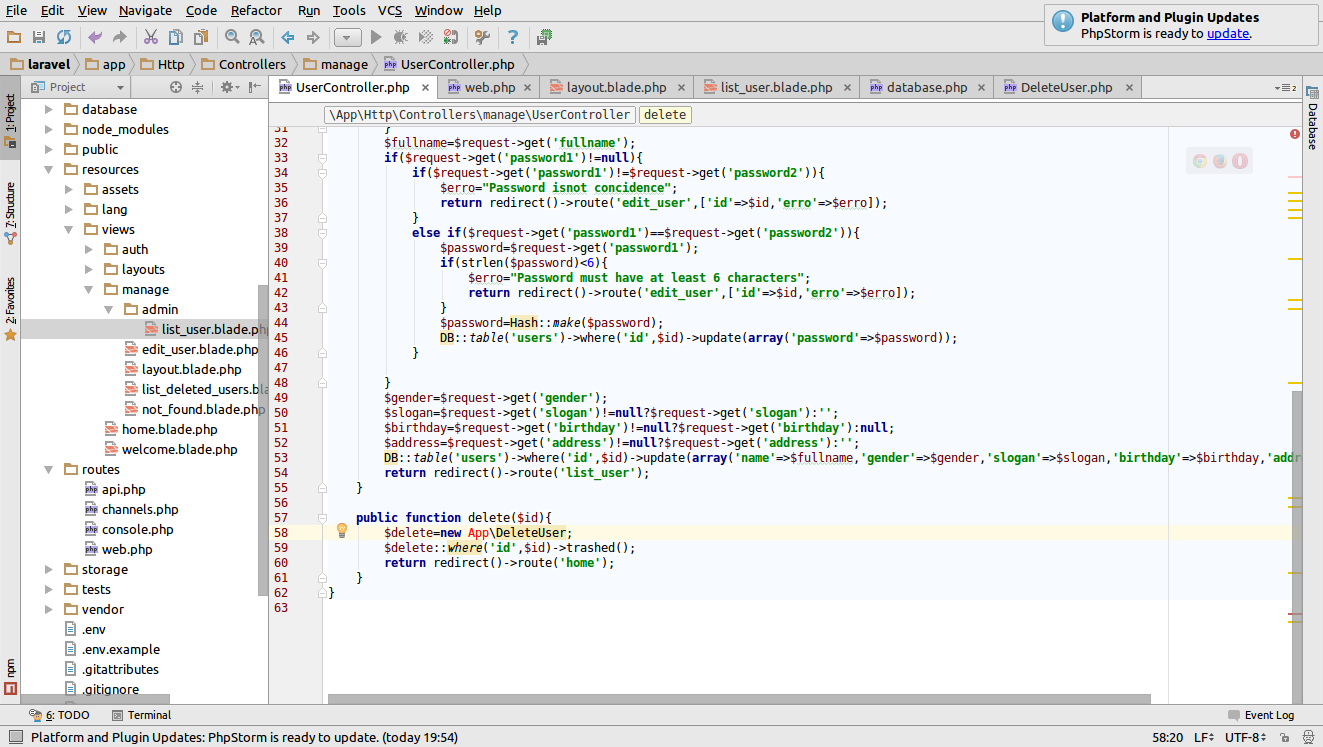 File Edit View Navigate Code Refactor Run Tools VCS Window Help
Platform and Plugin Updates
PhpStorm is ready to update.
laravel app Http Controllers manage UserController.php
Project
UserController.php web.php layout.blade.php list_user.blade.php database.php DeleteUser.php
2
\App\Http\Controllers\manage\UserController delete
1: Project
7: Structure
2: Favorites
npm
Database
database
node_modules
public
resources
assets
lang
views
auth
layouts
manage
admin
list_user.blade.php
edit_user.blade.php
layout.blade.php
list_deleted_users.bla
not_found.blade.php
home.blade.php
welcome.blade.php
routes
api.php
channels.php
console.php
web.php
storage
tests
vendor
.env
.env.example
.gitattributes
.gitignore
31 }
32 $fullname=$request->get('fullname');
33 if($request->get('password1')!=null){
34 if($request->get('password1')!=$request->get('password2')){
35 $erro="Password isnot concidence";
36 return redirect()->route('edit_user',['id'=>$id,'erro'=>$erro]);
37 }
38 else if($request->get('password1')==$request->get('password2')){
39 $password=$request->get('password1');
40 if(strlen($password)<6){
41 $erro="Password must have at least 6 characters";
42 return redirect()->route('edit_user',['id'=>$id,'erro'=>$erro]);
43 }
44 $password=Hash::make($password);
45 DB::table('users')->where('id',$id)->update(array('password'=>$password));
46 }
47
48 }
49 $gender=$request->get('gender');
50 $slogan=$request->get('slogan')!=null?$request->get('slogan'):'';
51 $birthday=$request->get('birthday')!=null?$request->get('birthday'):null;
52 $address=$request->get('address')!=null?$request->get('address'):'';
53 DB::table('users')->where('id',$id)->update(array('name'=>$fullname,'gender'=>$gender,'slogan'=>$slogan,'birthday'=>$birthday,'addr
54 return redirect()->route('list_user');
55 }
56
57 public function delete($id){
58 $delete=new App\DeleteUser;
59 $delete::where('id',$id)->trashed();
60 return redirect()->route('home');
61 }
62 }
63
6: TODO Terminal Event Log
Platform and Plugin Updates: PhpStorm is ready to update. (today 19:54) 58:20 LF UTF-8